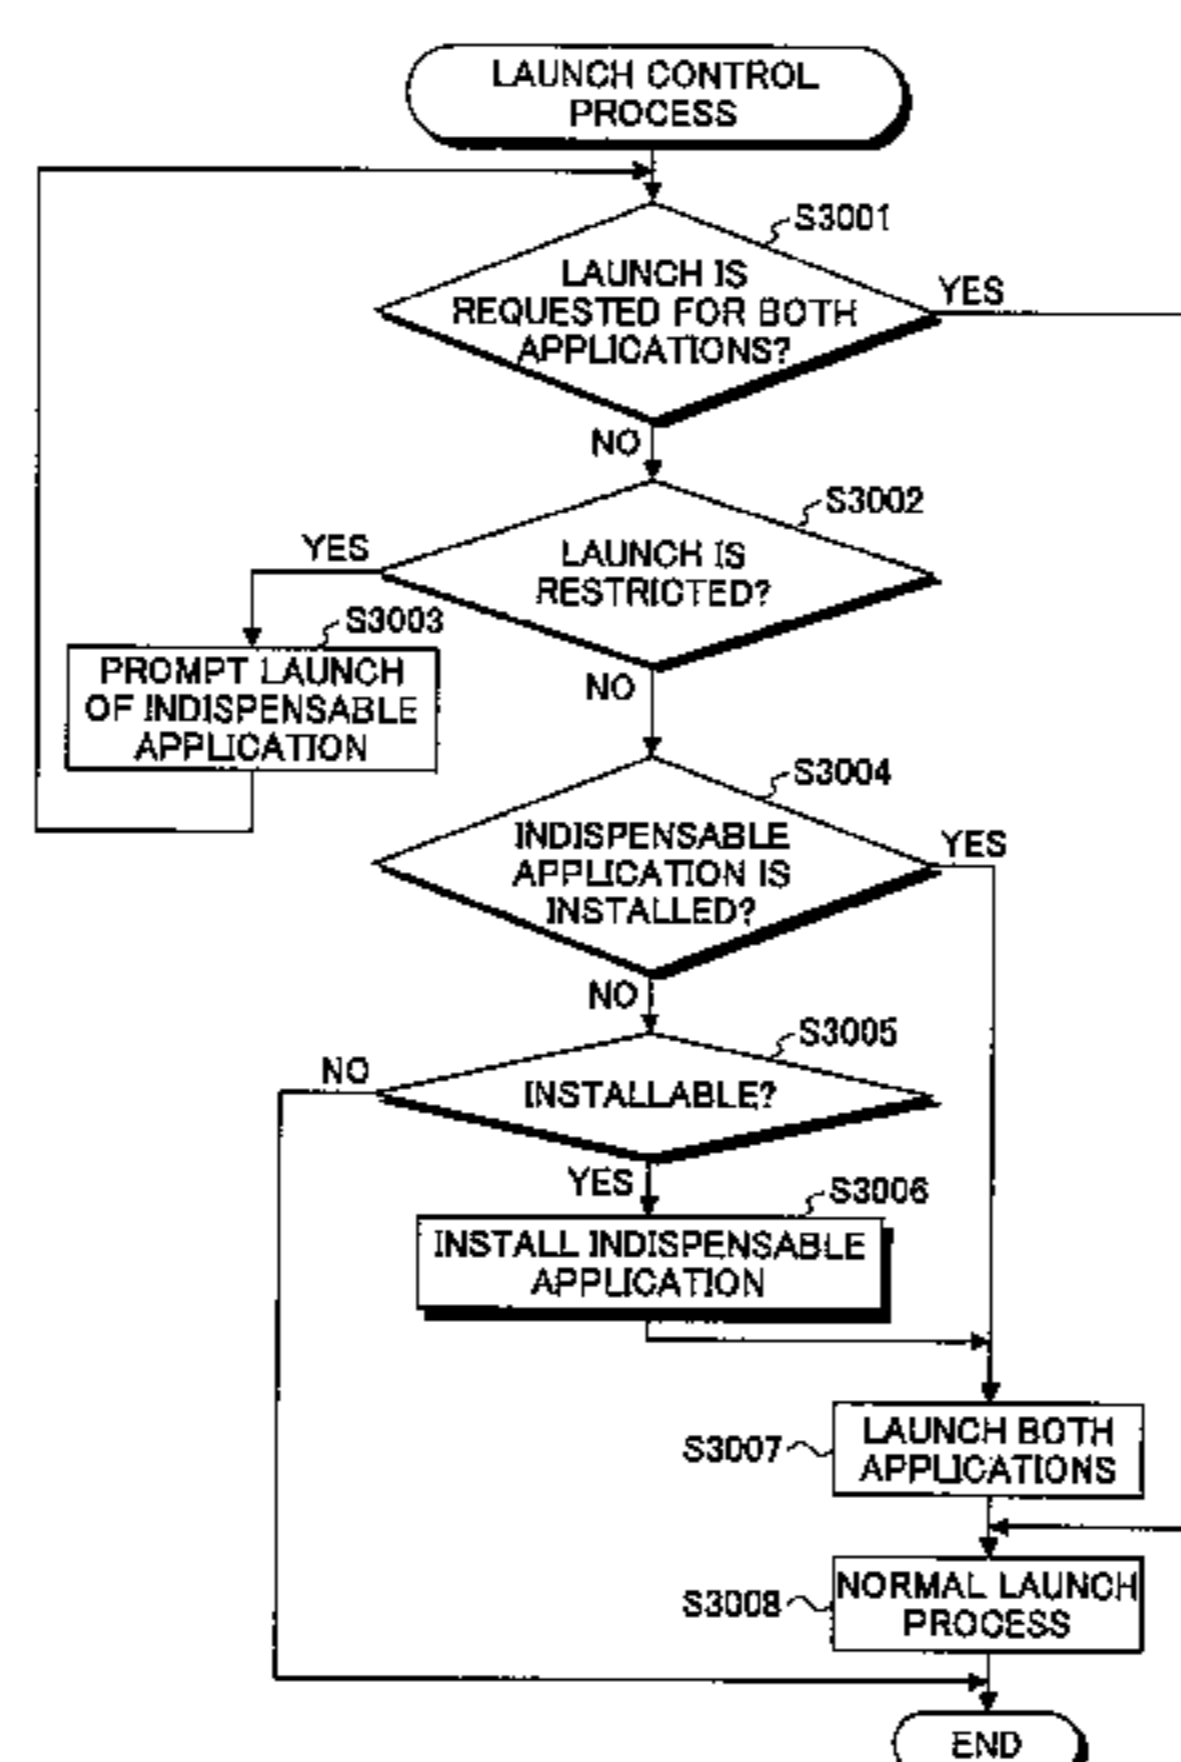 LAUNCH CONTROL
PROCESS
S3001
LAUNCH IS
REQUESTED FOR BOTH
APPLICATIONS?
YES
NO
S3002
LAUNCH IS
RESTRICTED?
YES
NO
S3003
PROMPT LAUNCH
OF INDISPENSABLE
APPLICATION
S3004
INDISPENSABLE
APPLICATION IS
INSTALLED?
YES
NO
S3005
INSTALLABLE?
NO
YES
S3006
INSTALL INDISPENSABLE
APPLICATION
S3007
LAUNCH BOTH
APPLICATIONS
S3008
NORMAL LAUNCH
PROCESS
END